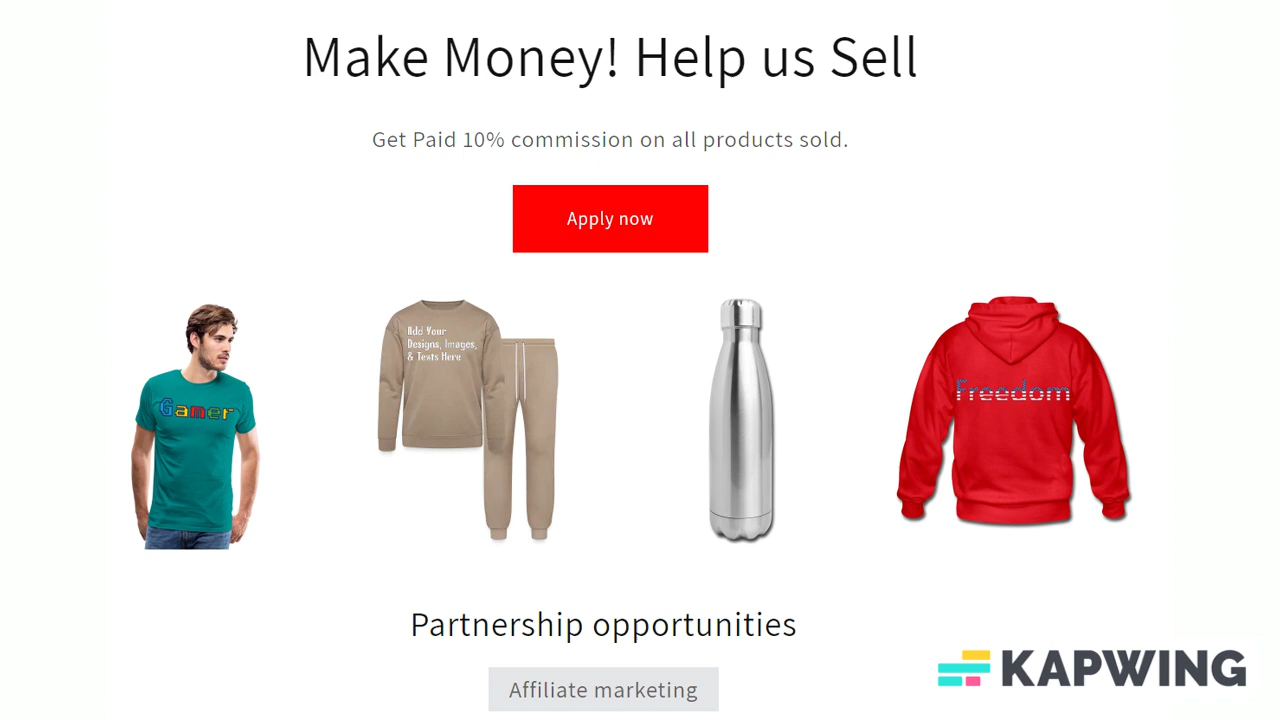 Make Money! Help us Sell
Get Paid 10% commission on all products sold.
Apply now
Gamer
Add Your
Designs, Images,
& Texts Here
Freedom
Partnership opportunities
Affiliate marketing
KAPWING